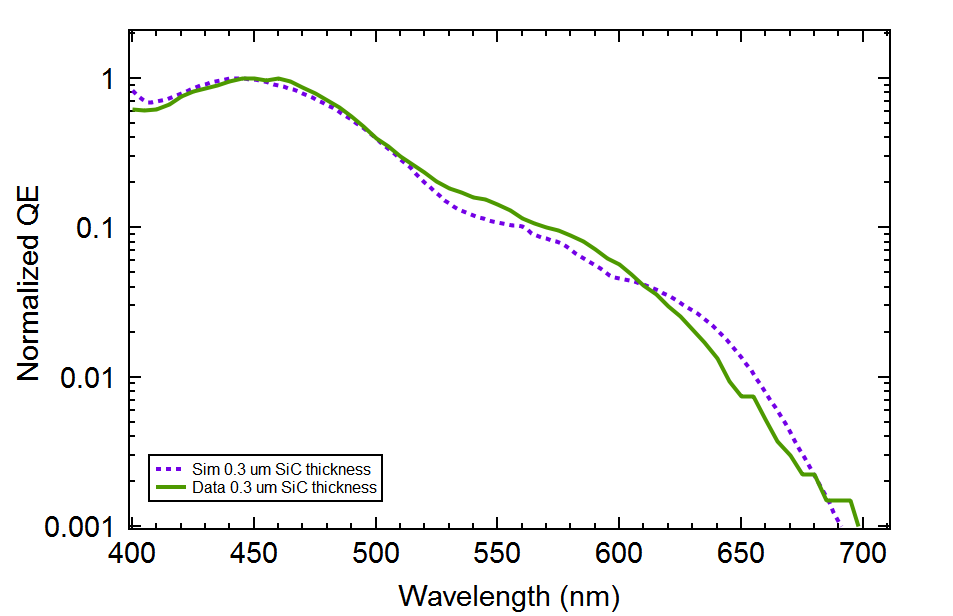 1
0.1
0.01
0.001
Normalized QE
Sim 0.3 um SiC thickness
Data 0.3 um SiC thickness
400 450 500 550 600 650 700
Wavelength (nm)